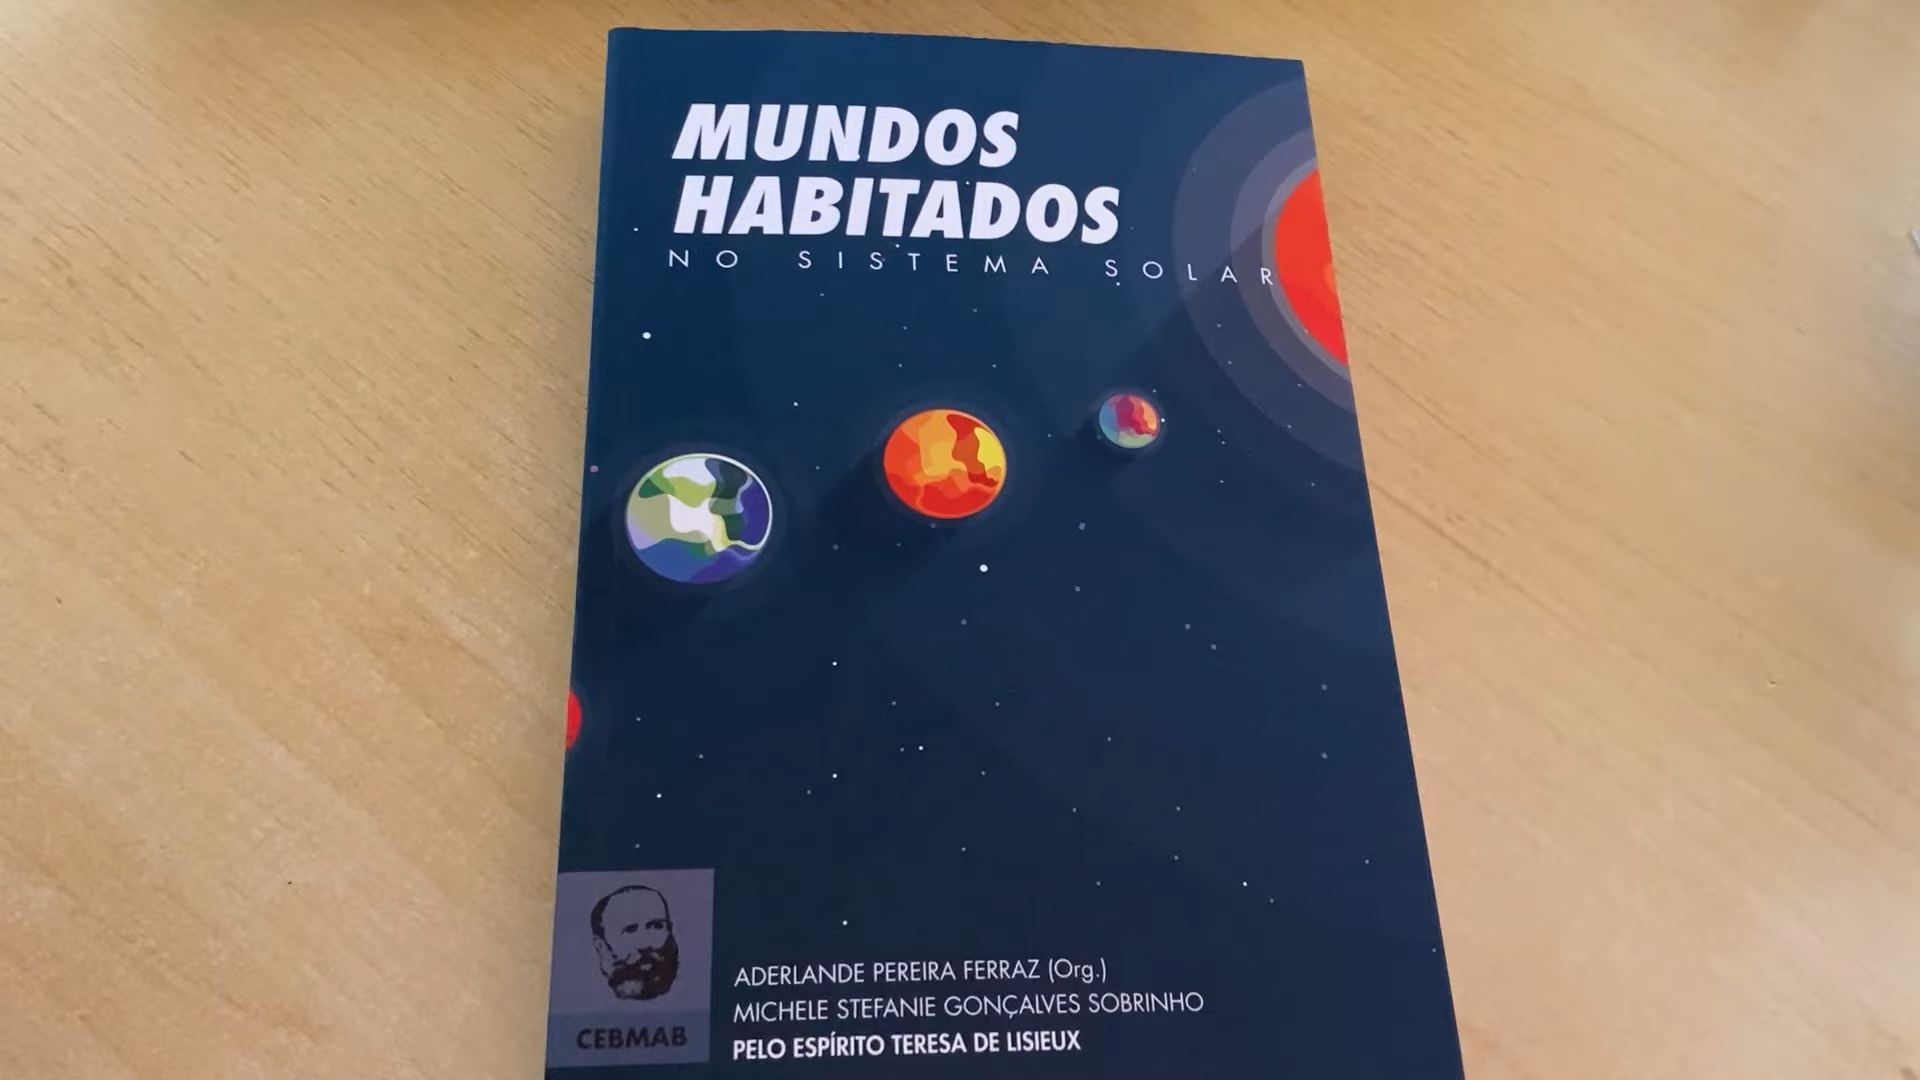 MUNDOS
HABITADOS
NO SISTEMA SOLAR
CEBMAB
ADERLANDE PEREIRA FERRAZ (Org.)
MICHELE STEFANIE GONÇALVES SOBRINHO
PELO ESPÍRITO TERESA DE LISIEUX